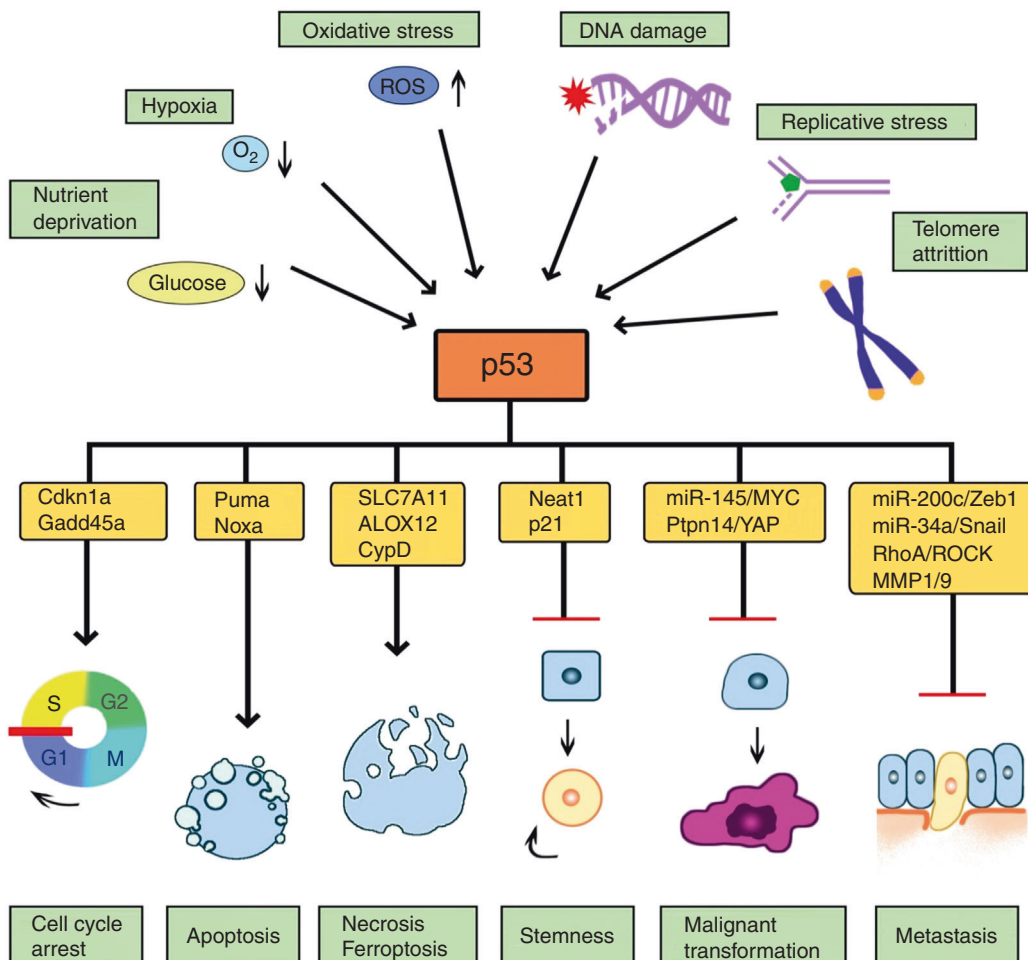 Oxidative stress
DNA damage
ROS
Hypoxia
Replicative stress
O₂
Nutrient
deprivation
Telomere
attrittion
Glucose
p53
Cdkn1a
Gadd45a
Puma
Noxa
SLC7A11
ALOX12
CypD
Neat1
p21
miR-145/MYC
Ptpn14/YAP
miR-200c/Zeb1
miR-34a/Snail
RhoA/ROCK
MMP1/9
S
G2
G1
M
Cell cycle
arrest
Apoptosis
Necrosis
Ferroptosis
Stemness
Malignant
transformation
Metastasis